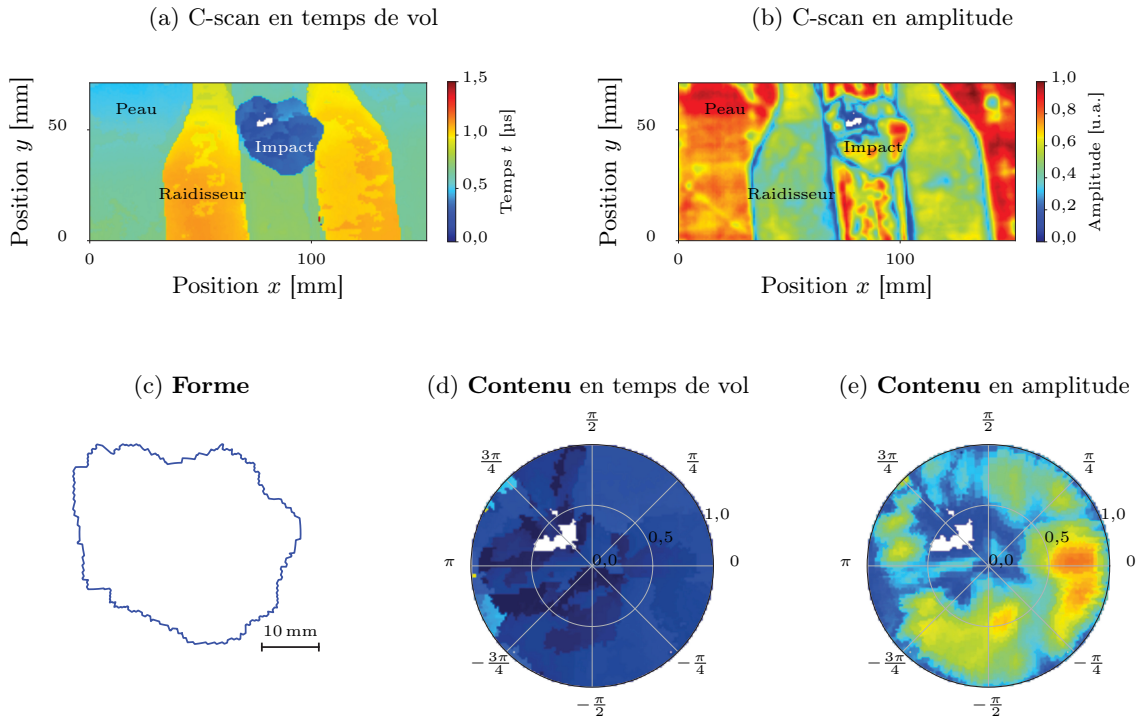 (a) C-scan en temps de vol
(b) C-scan en amplitude
Position y [mm]
50
0
0
100
Position x [mm]
Peau
Impact
Raidisseur
1,5
1,0
0,5
0,0
Temps t [µs]
Position y [mm]
50
0
0
100
Position x [mm]
Peau
Impact
Raidisseur
1,0
0,8
0,6
0,4
0,2
0,0
Amplitude [u.a.]
(c) Forme
(d) Contenu en temps de vol
(e) Contenu en amplitude
10 mm
π/2
3π/4
π/4
1,0
0,5
0,0
π
0
−3π/4
−π/4
−π/2
π/2
3π/4
π/4
1,0
0,5
0,0
π
0
−3π/4
−π/4
−π/2